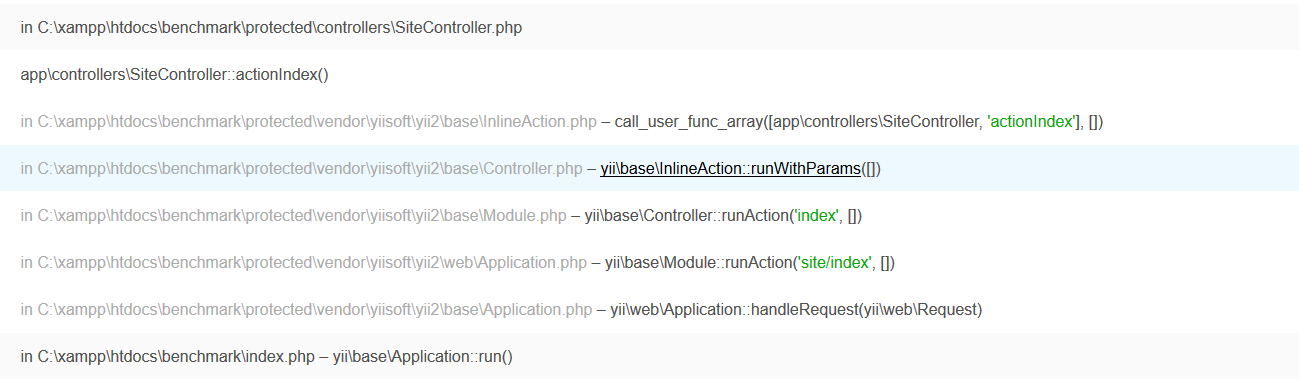 in C:\xampp\htdocs\benchmark\protected\controllers\SiteController.php
app\controllers\SiteController::actionIndex()
in C:\xampp\htdocs\benchmark\protected\vendor\yiisoft\yii2\base\InlineAction.php – call_user_func_array([app\controllers\SiteController, 'actionIndex'], [])
in C:\xampp\htdocs\benchmark\protected\vendor\yiisoft\yii2\base\Controller.php – yii\base\InlineAction::runWithParams([])
in C:\xampp\htdocs\benchmark\protected\vendor\yiisoft\yii2\base\Module.php – yii\base\Controller::runAction('index', [])
in C:\xampp\htdocs\benchmark\protected\vendor\yiisoft\yii2\web\Application.php – yii\base\Module::runAction('site/index', [])
in C:\xampp\htdocs\benchmark\protected\vendor\yiisoft\yii2\base\Application.php – yii\web\Application::handleRequest(yii\web\Request)
in C:\xampp\htdocs\benchmark\index.php – yii\base\Application::run()